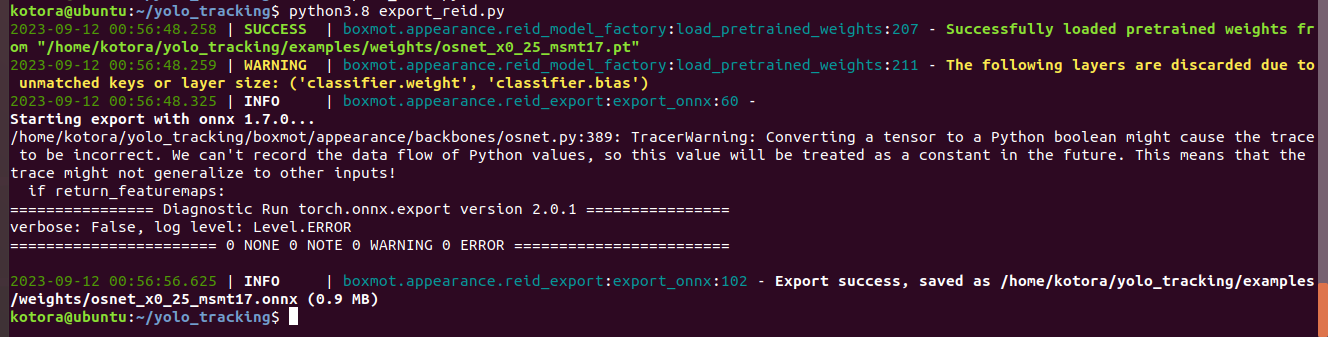 kotora@ubuntu:~/yolo_tracking$ python3.8 export_reid.py
2023-09-12 00:56:48.258 | SUCCESS  | boxmot.appearance.reid_model_factory:load_pretrained_weights:207 - Successfully loaded pretrained weights fr
om "/home/kotora/yolo_tracking/examples/weights/osnet_x0_25_msmt17.pt"
2023-09-12 00:56:48.259 | WARNING  | boxmot.appearance.reid_model_factory:load_pretrained_weights:211 - The following layers are discarded due to
 unmatched keys or layer size: ('classifier.weight', 'classifier.bias')
2023-09-12 00:56:48.325 | INFO     | boxmot.appearance.reid_export:export_onnx:60 -
Starting export with onnx 1.7.0...
/home/kotora/yolo_tracking/boxmot/appearance/backbones/osnet.py:389: TracerWarning: Converting a tensor to a Python boolean might cause the trace
 to be incorrect. We can't record the data flow of Python values, so this value will be treated as a constant in the future. This means that the
trace might not generalize to other inputs!
  if return_featuremaps:
================ Diagnostic Run torch.onnx.export version 2.0.1 ================
verbose: False, log level: Level.ERROR
======================= 0 NONE 0 NOTE 0 WARNING 0 ERROR ========================
2023-09-12 00:56:56.625 | INFO     | boxmot.appearance.reid_export:export_onnx:102 - Export success, saved as /home/kotora/yolo_tracking/examples
/weights/osnet_x0_25_msmt17.onnx (0.9 MB)
kotora@ubuntu:~/yolo_tracking$